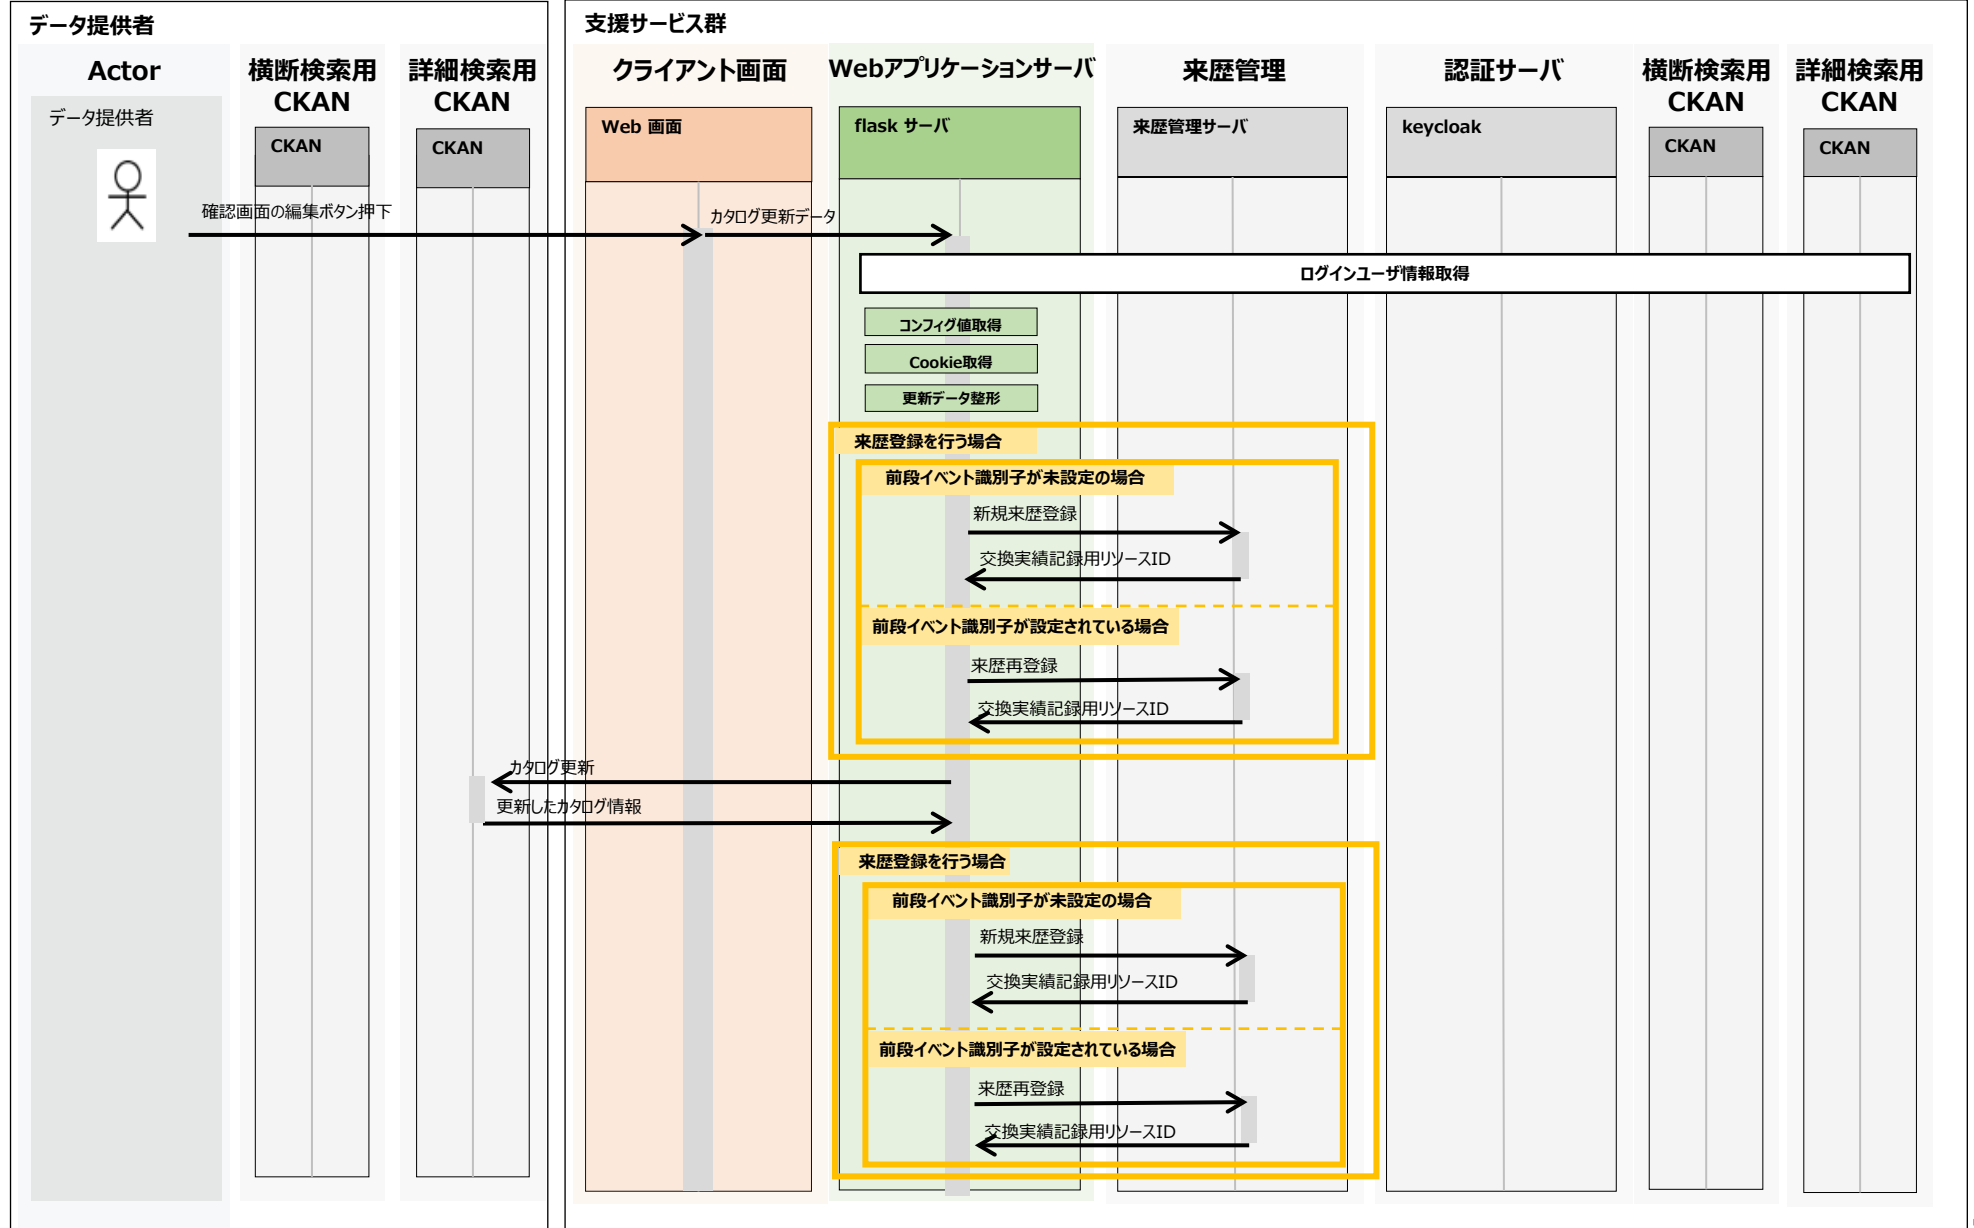 データ提供者
支援サービス群
Actor
横断検索用
CKAN
詳細検索用
CKAN
クライアント画面
Webアプリケーションサーバ
来歴管理
認証サーバ
横断検索用
CKAN
詳細検索用
CKAN
データ提供者
CKAN
CKAN
Web 画面
flask サーバ
来歴管理サーバ
keycloak
CKAN
CKAN
確認画面の編集ボタン押下
カタログ更新データ
ログインユーザ情報取得
コンフィグ値取得
Cookie取得
更新データ整形
来歴登録を行う場合
前段イベント識別子が未設定の場合
新規来歴登録
交換実績記録用リソースID
前段イベント識別子が設定されている場合
来歴再登録
交換実績記録用リソースID
カタログ更新
更新したカタログ情報
来歴登録を行う場合
前段イベント識別子が未設定の場合
新規来歴登録
交換実績記録用リソースID
前段イベント識別子が設定されている場合
来歴再登録
交換実績記録用リソースID